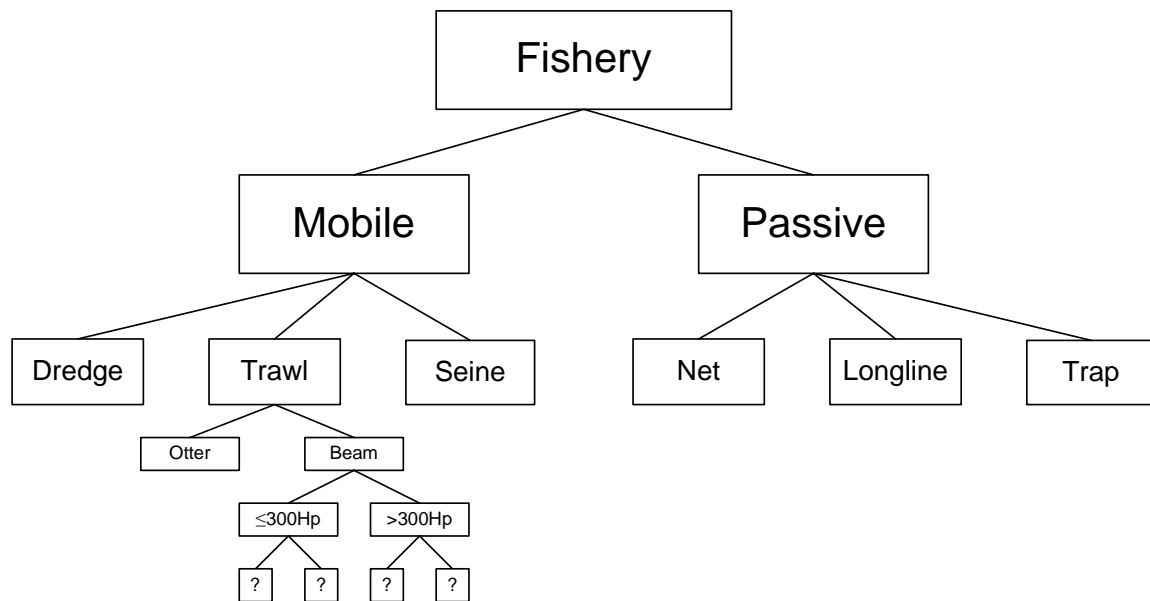 Fishery
Mobile
Passive
Dredge
Trawl
Seine
Net
Longline
Trap
Otter
Beam
≤300Hp
>300Hp
?
?
?
?